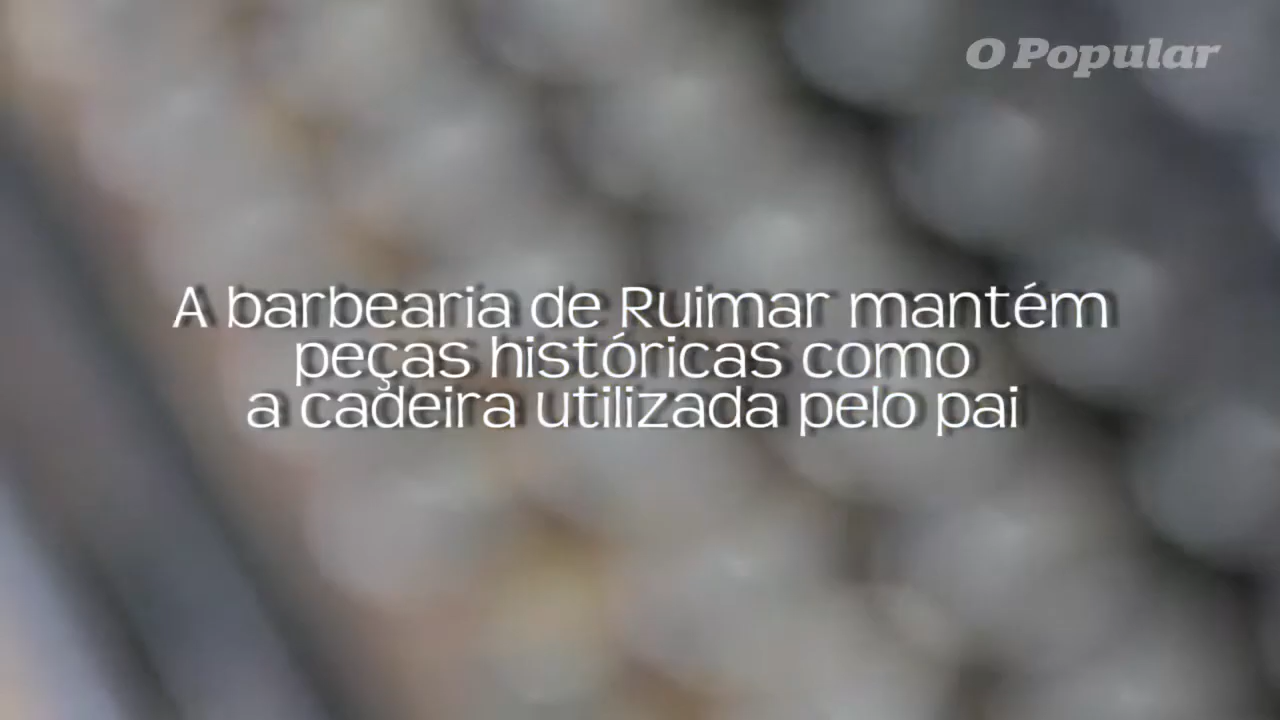 O Popular
A barbearia de Ruimar mantém
peças históricas como
a cadeira utilizada pelo pai